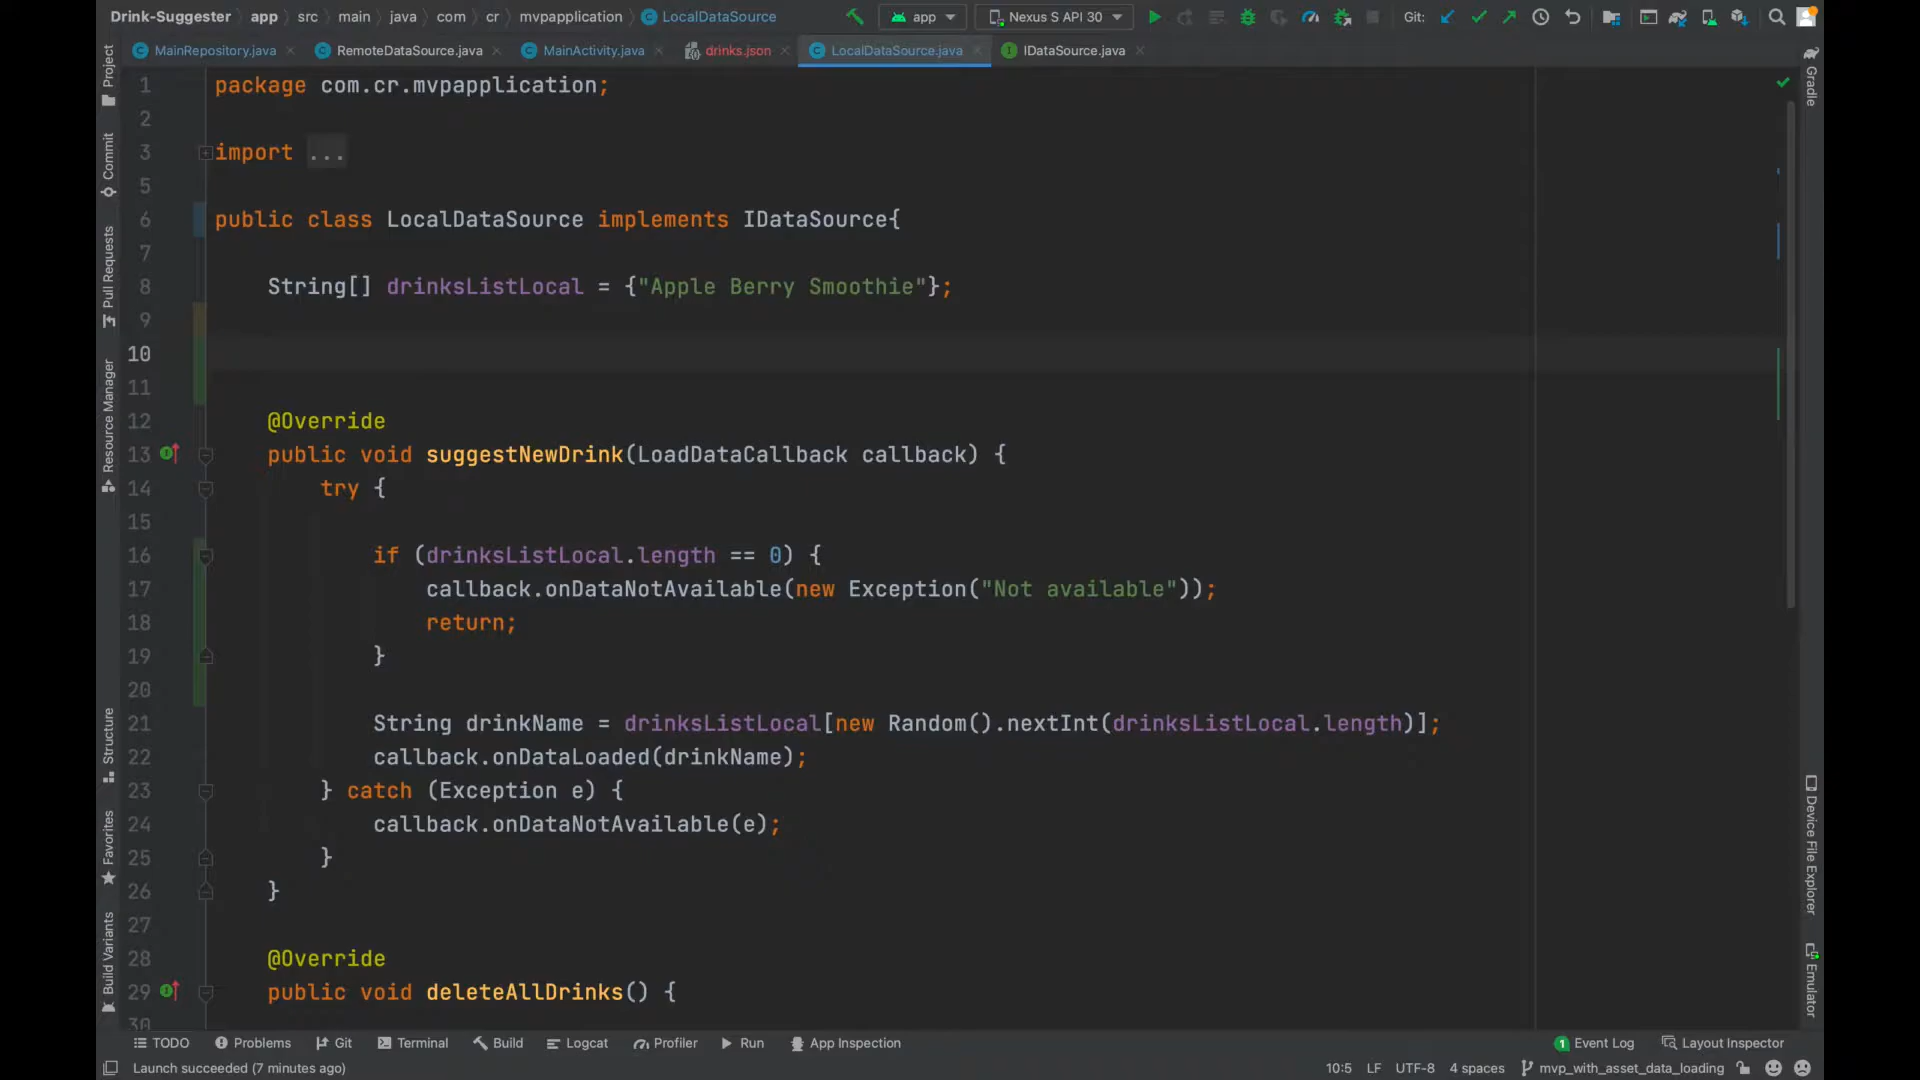 Drink-Suggester app src main java com cr mvpapplication LocalDataSource app Nexus S API 30 Git:
MainRepository.java RemoteDataSource.java MainActivity.java drinks.json LocalDataSource.java IDataSource.java
Project
Commit
Pull Requests
Resource Manager
Structure
Favorites
Build Variants
1 package com.cr.mvpapplication;
2
3 import ...
5
6 public class LocalDataSource implements IDataSource{
7
8 String[] drinksListLocal = {"Apple Berry Smoothie"};
9
10
11
12 @Override
13 public void suggestNewDrink(LoadDataCallback callback) {
14 try {
15
16 if (drinksListLocal.length == 0) {
17 callback.onDataNotAvailable(new Exception("Not available"));
18 return;
19 }
20
21 String drinkName = drinksListLocal[new Random().nextInt(drinksListLocal.length)];
22 callback.onDataLoaded(drinkName);
23 } catch (Exception e) {
24 callback.onDataNotAvailable(e);
25 }
26 }
27
28 @Override
29 public void deleteAllDrinks() {
30
Gradle
Device File Explorer
Emulator
TODO Problems Git Terminal Build Logcat Profiler Run App Inspection 1 Event Log Layout Inspector
Launch succeeded (7 minutes ago) 10:5 LF UTF-8 4 spaces mvp_with_asset_data_loading